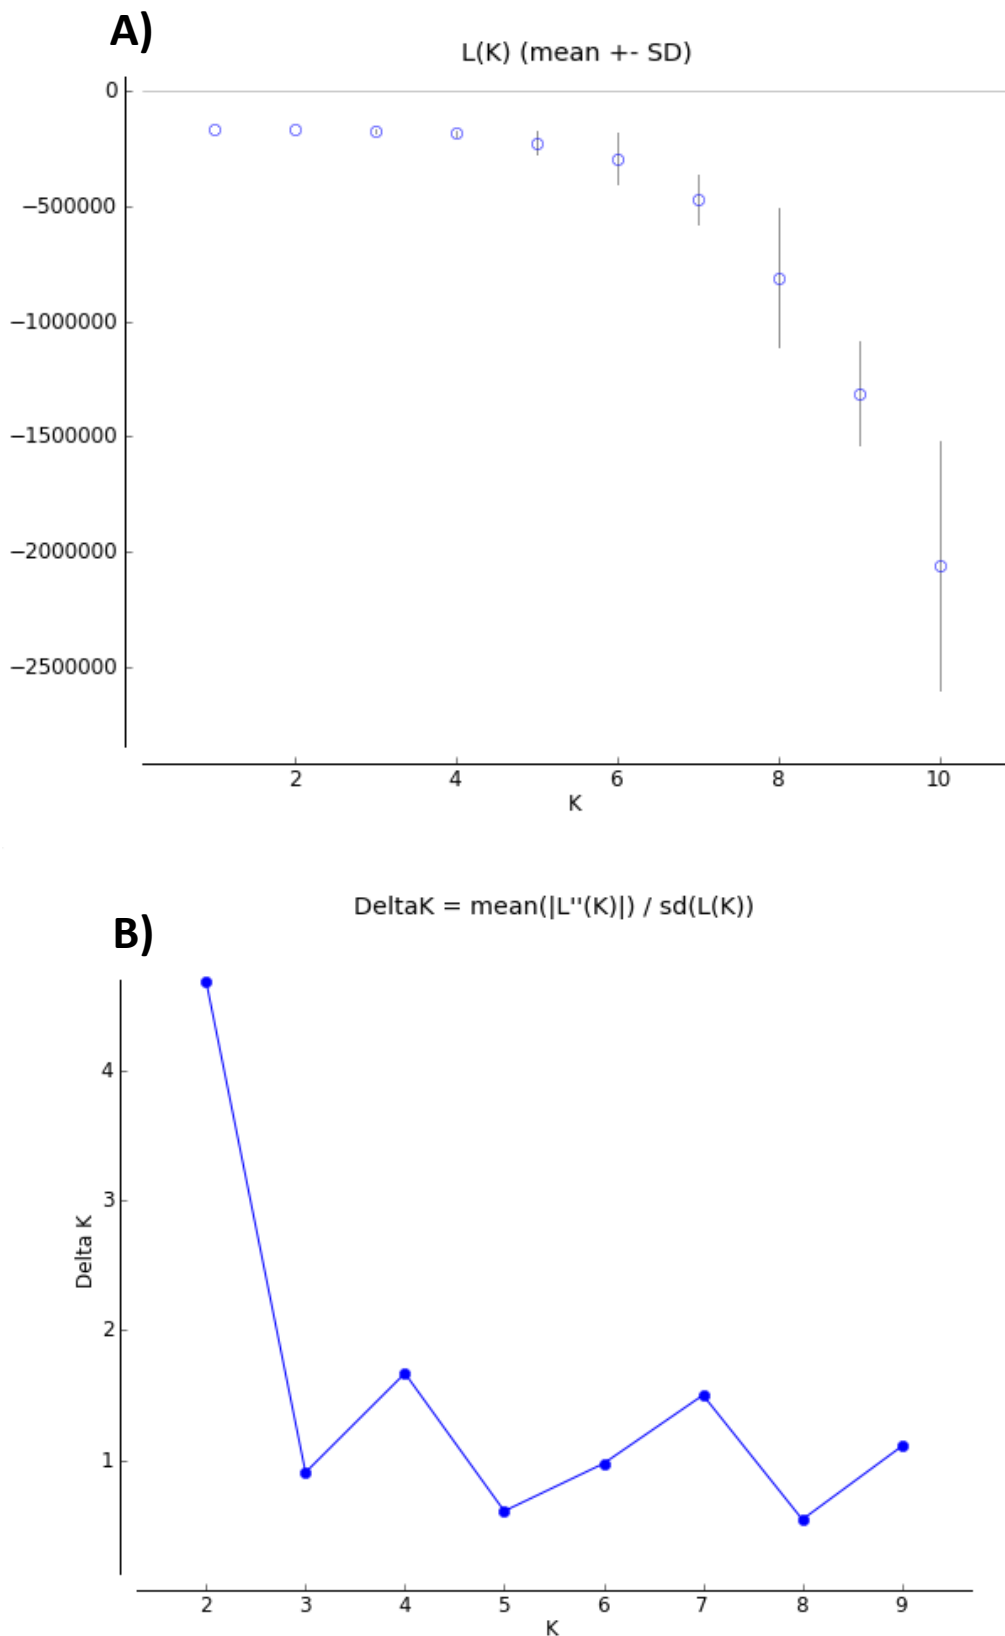 A)
L(K) (mean +- SD)
0
−500000
−1000000
−1500000
−2000000
−2500000
2 4 6 8 10
K
DeltaK = mean(|L''(K)|) / sd(L(K))
B)
4
3
Delta K
2
1
2 3 4 5 6 7 8 9
K